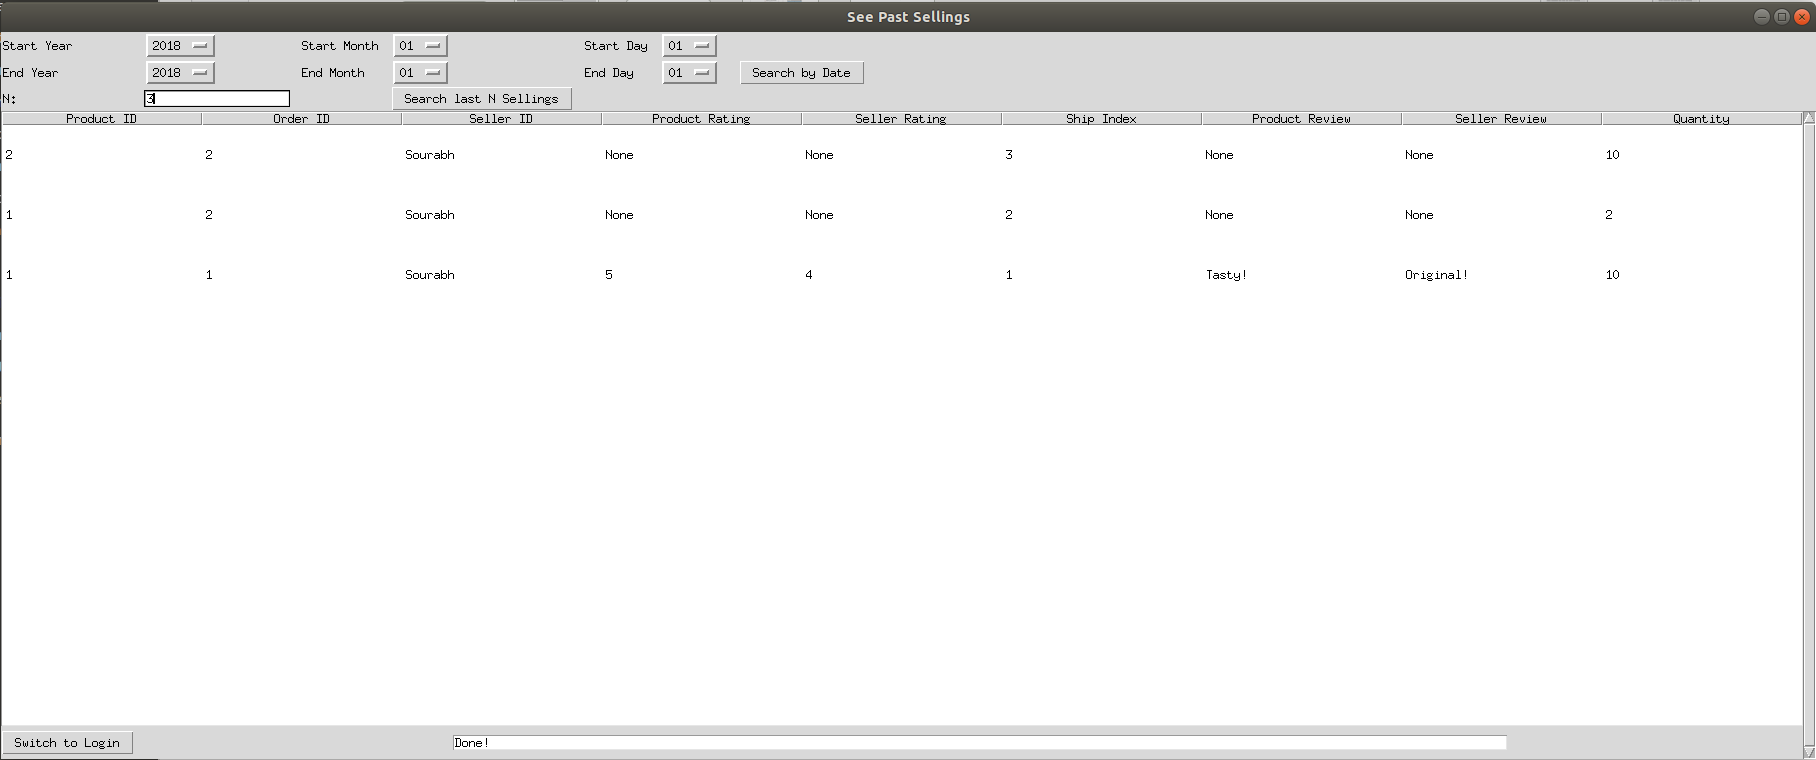 See Past Sellings
Start Year 2018 Start Month 01 Start Day 01
End Year 2018 End Month 01 End Day 01 Search by Date
N: 3 Search last N Sellings
Product ID Order ID Seller ID Product Rating Seller Rating Ship Index Product Review Seller Review Quantity
2 2 Sourabh None None 3 None None 10
1 2 Sourabh None None 2 None None 2
1 1 Sourabh 5 4 1 Tasty! Original! 10
Switch to Login Done!